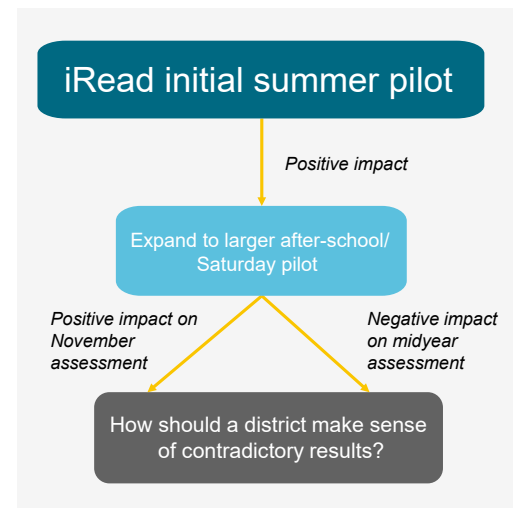 iRead initial summer pilot
Positive impact
Expand to larger after-school/
Saturday pilot
Positive impact on
November
assessment
Negative impact
on midyear
assessment
How should a district make sense
of contradictory results?